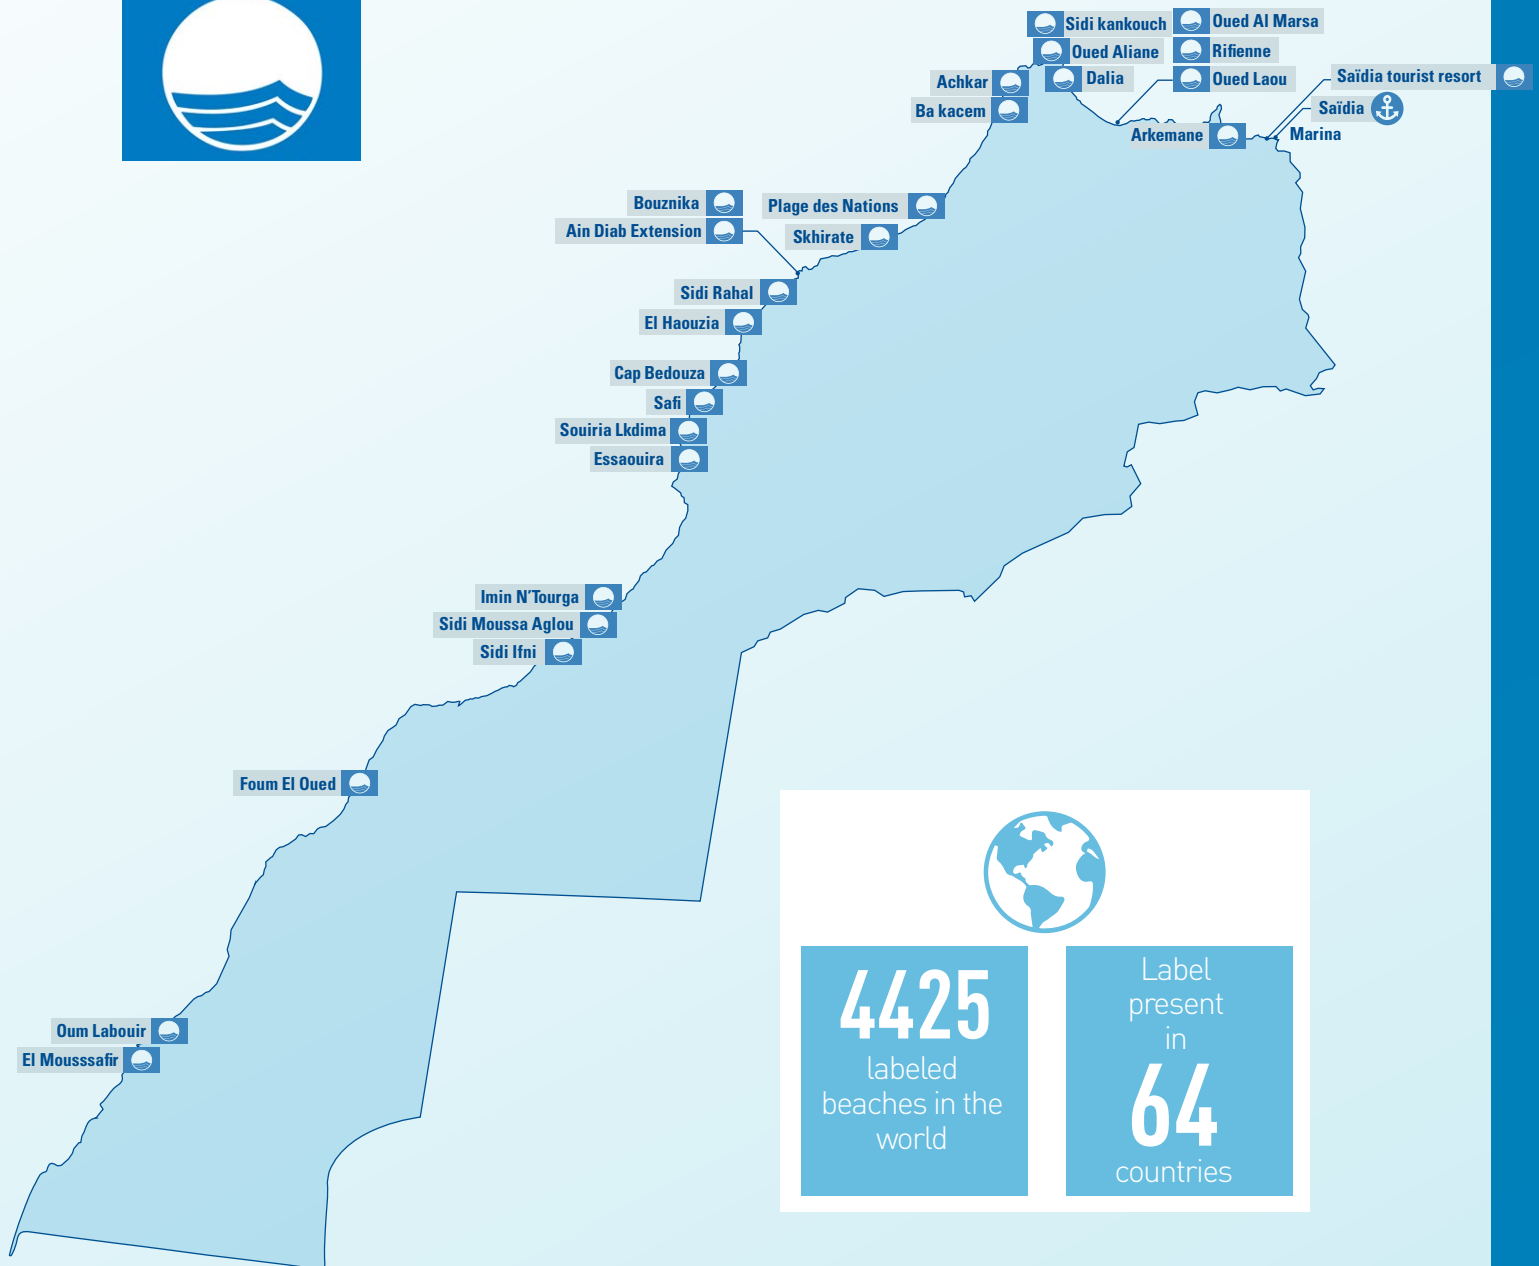 Sidi kankouch
Oued Al Marsa
Oued Aliane
Rifienne
Achkar
Dalia
Oued Laou
Saïdia tourist resort
Ba kacem
Saïdia
Arkemane
Marina
Bouznika
Plage des Nations
Ain Diab Extension
Skhirate
Sidi Rahal
El Haouzia
Cap Bedouza
Safi
Souiria Lkdima
Essaouira
Imin N'Tourga
Sidi Moussa Aglou
Sidi Ifni
Foum El Oued
Oum Labouir
El Mousssafir
4425
labeled
beaches in the
world
Label
present
in
64
countries